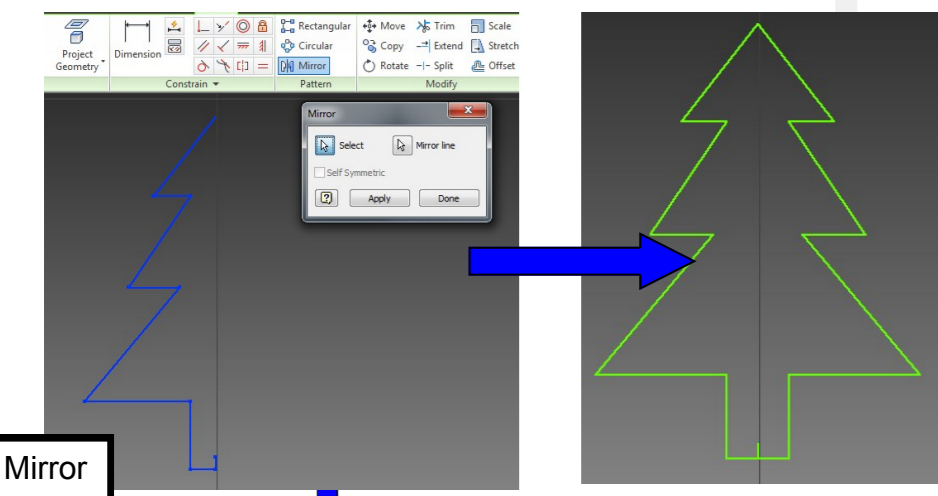 Project
Geometry
Dimension
Constrain
Rectangular
Circular
Mirror
Pattern
Move
Trim
Scale
Copy
Extend
Stretch
Rotate
Split
Offset
Modify
Mirror
Select
Mirror line
Self Symmetric
Apply
Done
Mirror